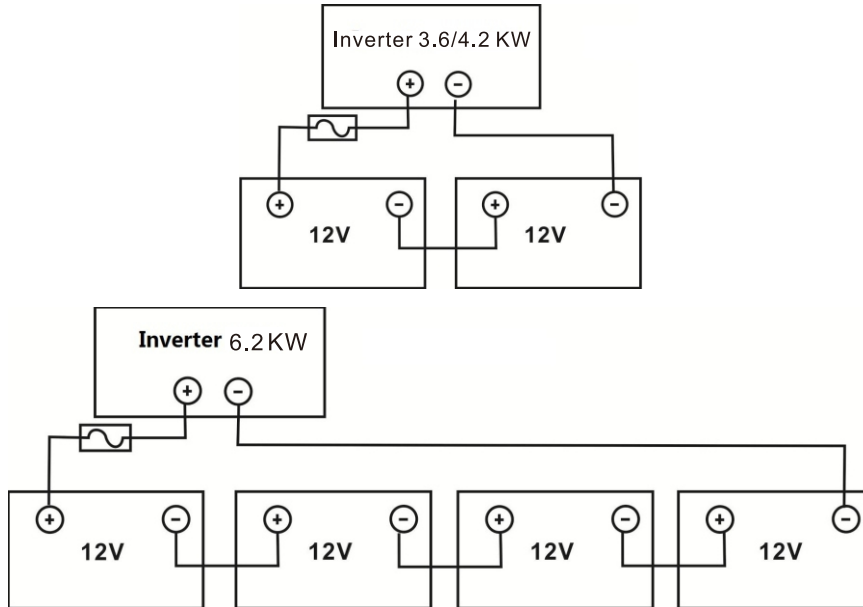 Inverter 3.6/4.2 KW
+ −
+ − + −
12V 12V
Inverter 6.2 KW
+ −
+ − + − + − + −
12V 12V 12V 12V